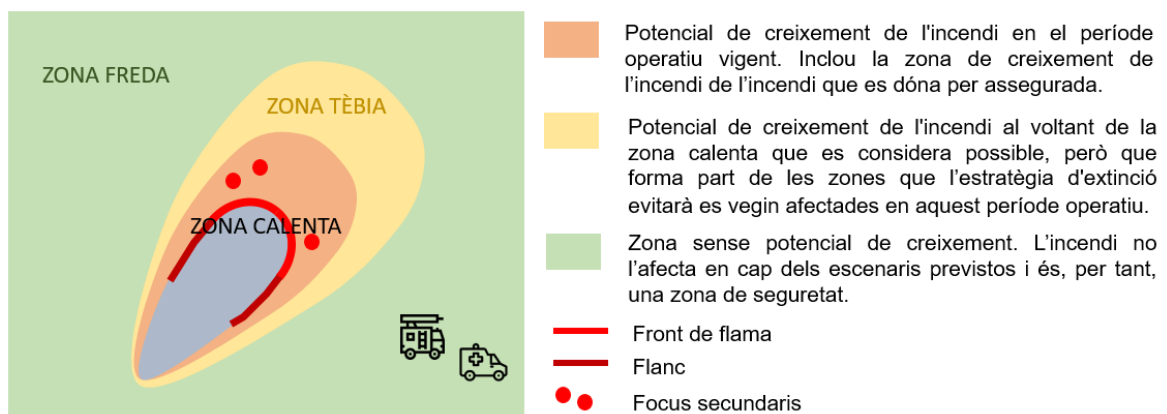 ZONA FREDA
ZONA TÈBIA
ZONA CALENTA
Potencial de creixement de l'incendi en el període
operatiu vigent. Inclou la zona de creixement de
l’incendi de l’incendi que es dóna per assegurada.
Potencial de creixement de l'incendi al voltant de la
zona calenta que es considera possible, però que
forma part de les zones que l’estratègia d'extinció
evitarà es vegin afectades en aquest període operatiu.
Zona sense potencial de creixement. L’incendi no
l’afecta en cap dels escenaris previstos i és, per tant,
una zona de seguretat.
Front de flama
Flanc
Focus secundaris